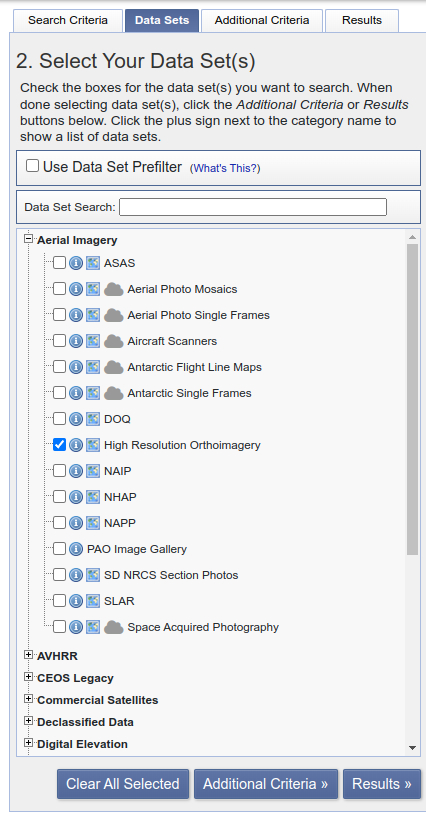 Search Criteria Data Sets Additional Criteria Results
2. Select Your Data Set(s)
Check the boxes for the data set(s) you want to search. When
done selecting data set(s), click the Additional Criteria or Results
buttons below. Click the plus sign next to the category name to
show a list of data sets.
Use Data Set Prefilter (What's This?)
Data Set Search:
Aerial Imagery
ASAS
Aerial Photo Mosaics
Aerial Photo Single Frames
Aircraft Scanners
Antarctic Flight Line Maps
Antarctic Single Frames
DOQ
High Resolution Orthoimagery
NAIP
NHAP
NAPP
PAO Image Gallery
SD NRCS Section Photos
SLAR
Space Acquired Photography
AVHRR
CEOS Legacy
Commercial Satellites
Declassified Data
Digital Elevation
Clear All Selected Additional Criteria » Results »